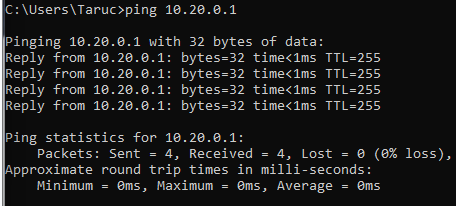 C:\Users\Taruc>ping 10.20.0.1
Pinging 10.20.0.1 with 32 bytes of data:
Reply from 10.20.0.1: bytes=32 time<1ms TTL=255
Reply from 10.20.0.1: bytes=32 time<1ms TTL=255
Reply from 10.20.0.1: bytes=32 time<1ms TTL=255
Reply from 10.20.0.1: bytes=32 time<1ms TTL=255
Ping statistics for 10.20.0.1:
    Packets: Sent = 4, Received = 4, Lost = 0 (0% loss),
Approximate round trip times in milli-seconds:
    Minimum = 0ms, Maximum = 0ms, Average = 0ms